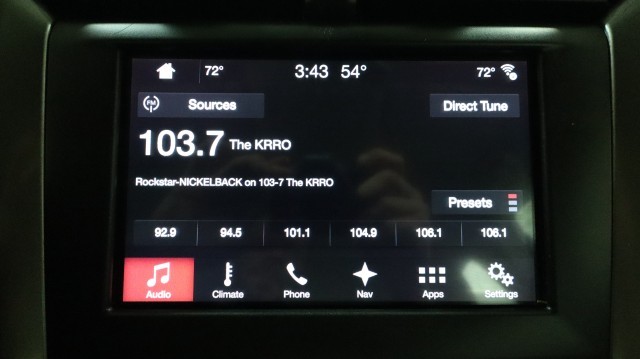 72° 3:43 54° 72°
FM Sources Direct Tune
103.7 The KRRO
Rockstar-NICKELBACK on 103-7 The KRRO
Presets
92.9 94.5 101.1 104.9 106.1 106.1
Audio Climate Phone Nav Apps Settings